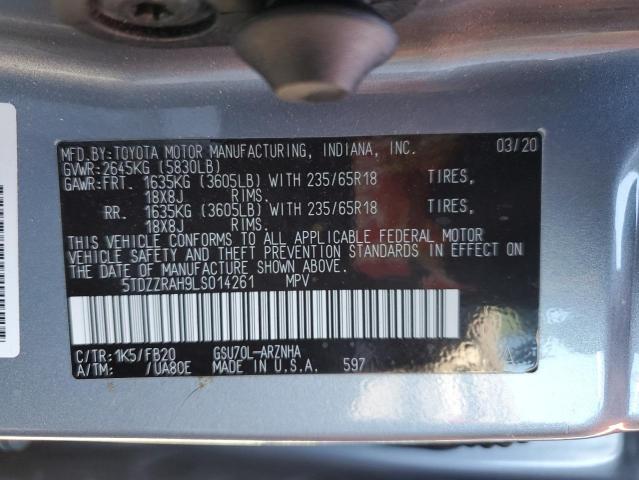 MFD.BY:TOYOTA MOTOR MANUFACTURING, INDIANA, INC. 03/20
GVWR:2645KG (5830LB)
GAWR:FRT. 1635KG (3605LB) WITH 235/65R18 TIRES,
18X8J RIMS.
RR. 1635KG (3605LB) WITH 235/65R18 TIRES,
18X8J RIMS.
THIS VEHICLE CONFORMS TO ALL APPLICABLE FEDERAL MOTOR
VEHICLE SAFETY AND THEFT PREVENTION STANDARDS IN EFFECT ON
THE DATE OF MANUFACTURE SHOWN ABOVE.
5TDZZRAH9LS014261 MPV
C/TR:1K5/FB20 GSU70L-ARZNHA
A/TM: /UA80E MADE IN U.S.A. 597 A